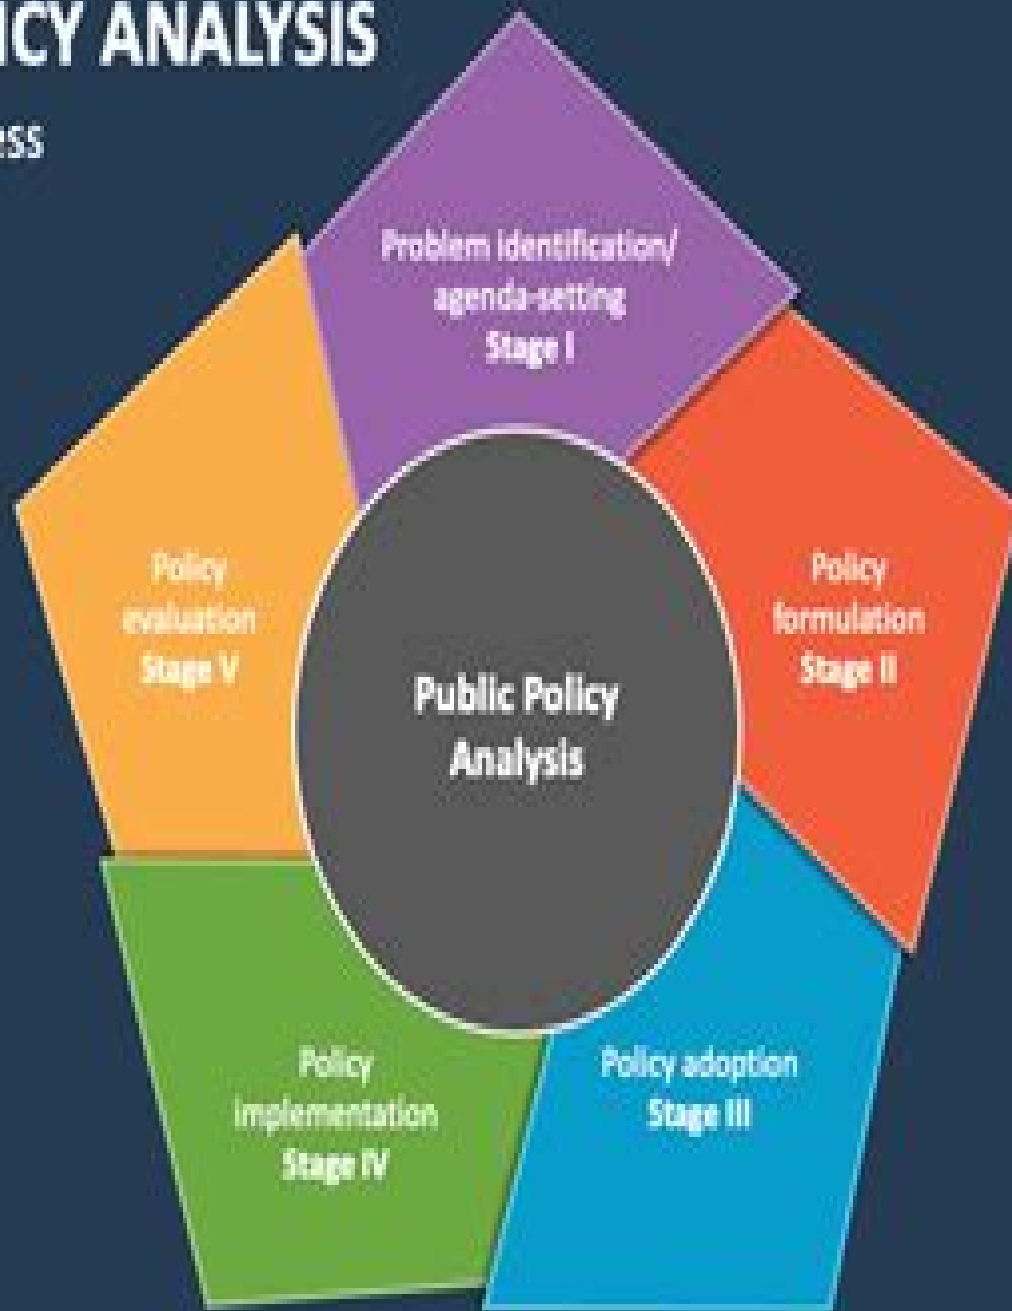 ICY ANALYSIS
ess
Problem identification/
agenda-setting
Stage I
Policy
formulation
Stage II
Policy adoption
Stage III
Policy
implementation
Stage IV
Policy
evaluation
Stage V
Public Policy
Analysis